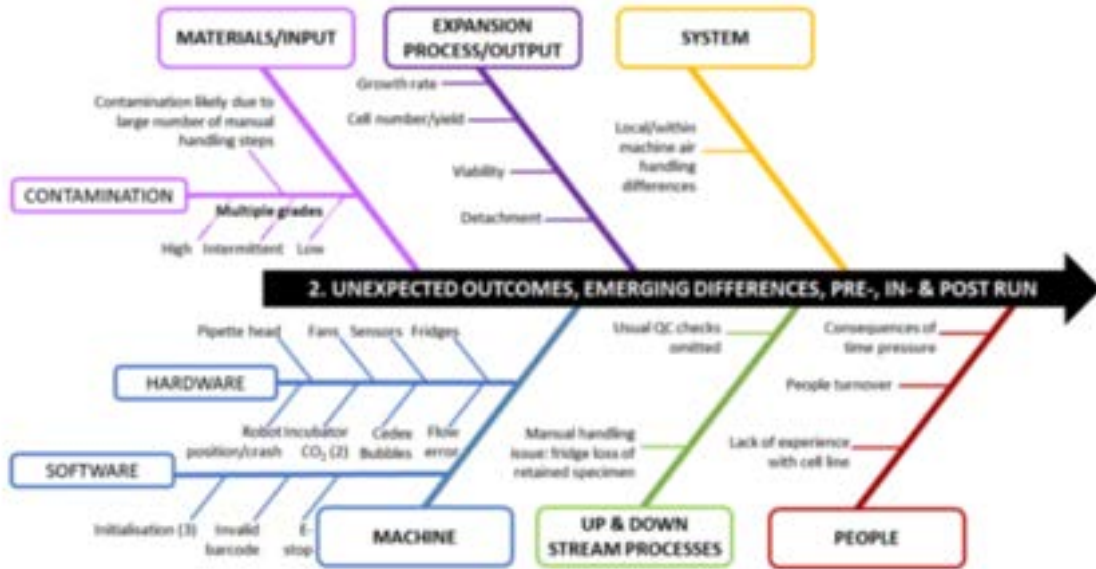 MATERIALS/INPUT
EXPANSION
PROCESS/OUTPUT
SYSTEM
Growth rate
Contamination likely due to
large number of manual
handling steps
Cell number/yield
Local/within
machine air
handling
differences
Viability
CONTAMINATION
Multiple grades
Detachment
High
Intermittent
Low
2. UNEXPECTED OUTCOMES, EMERGING DIFFERENCES, PRE-, IN- & POST RUN
Pipette head
Fans
Sensors
Fridges
Usual QC checks
omitted
Consequences of
time pressure
HARDWARE
People turnover
Robot
position/crash
Incubator
CO₂ (2)
Cedex
Bubbles
Flow
error
Manual handling
issue: fridge loss of
retained specimen
Lack of experience
with cell line
SOFTWARE
Initialisation (3)
Invalid
barcode
E-
stop
MACHINE
UP & DOWN
STREAM PROCESSES
PEOPLE